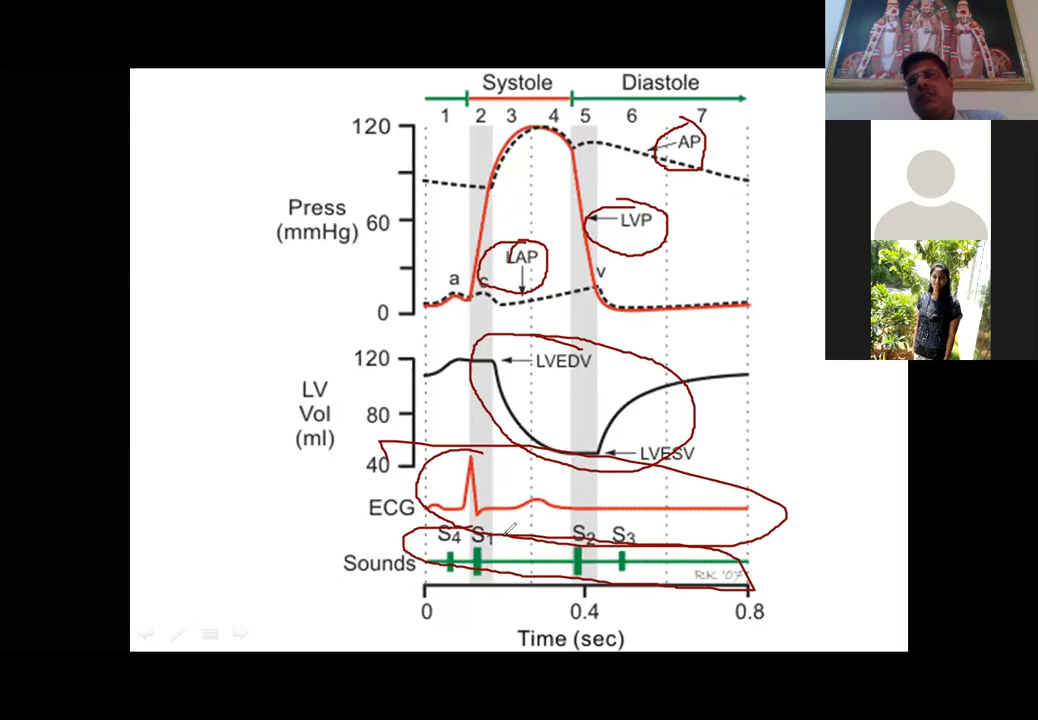 Systole Diastole
1 2 3 4 5 6 7
120
AP
Press
(mmHg)
60
LVP
LAP
a c v
0
120
LVEDV
LV
Vol
(ml)
80
LVESV
40
ECG
S4 S1 S2 S3
Sounds
RK '07
0 0.4 0.8
Time (sec)